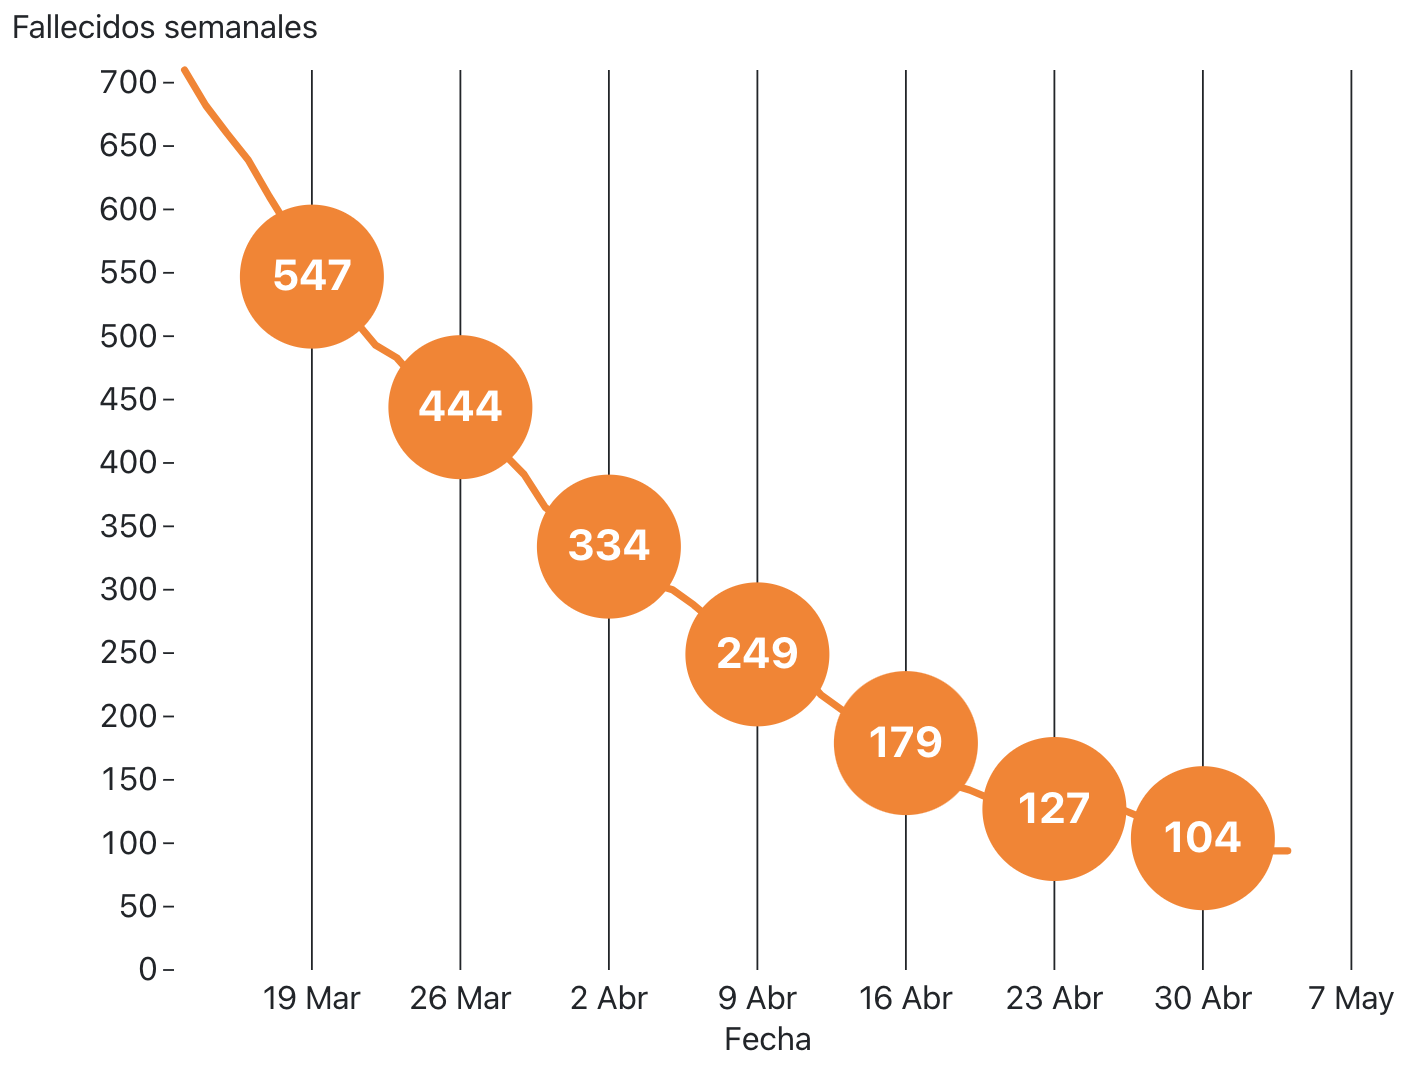 Fallecidos semanales
700
650
600
550
500
450
400
350
300
250
200
150
100
50
0
547
444
334
249
179
127
104
19 Mar
26 Mar
2 Abr
9 Abr
16 Abr
23 Abr
30 Abr
7 May
Fecha